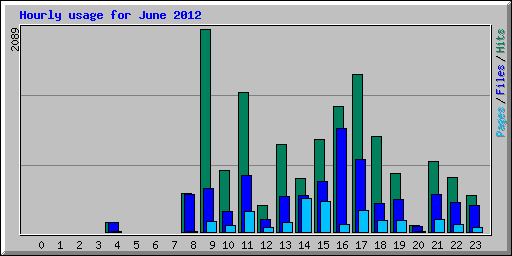 Hourly usage for June 2012
2089
Pages / Files / Hits
0 1 2 3 4 5 6 7 8 9 10 11 12 13 14 15 16 17 18 19 20 21 22 23